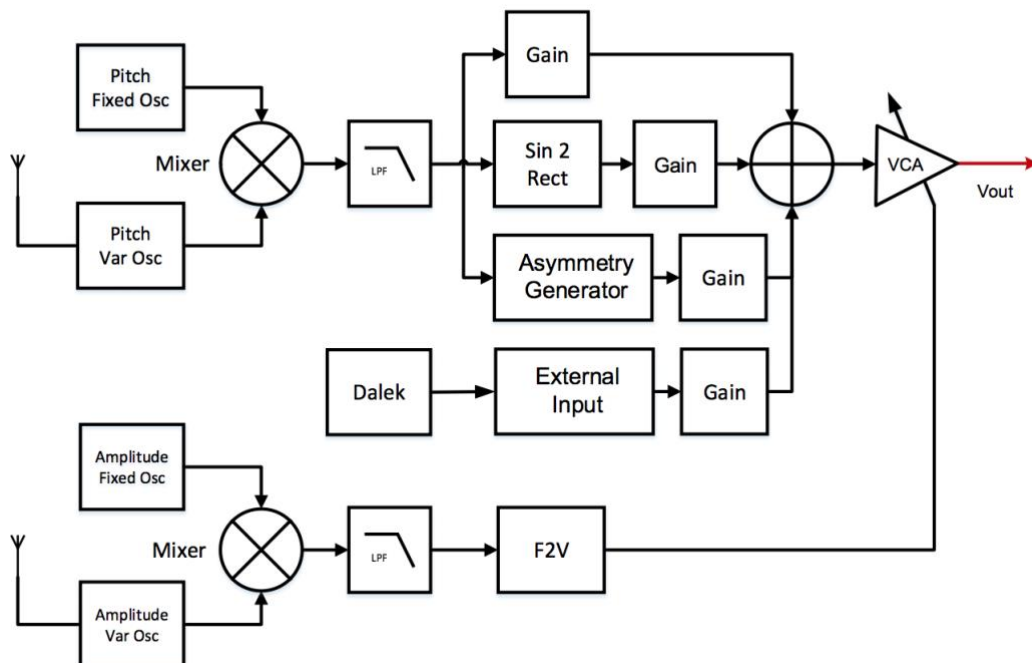 Pitch
Fixed Osc
Mixer
Pitch
Var Osc
LPF
Gain
Sin 2
Rect
Gain
Asymmetry
Generator
Gain
Dalek
External
Input
Gain
VCA
Vout
Amplitude
Fixed Osc
Mixer
Amplitude
Var Osc
LPF
F2V